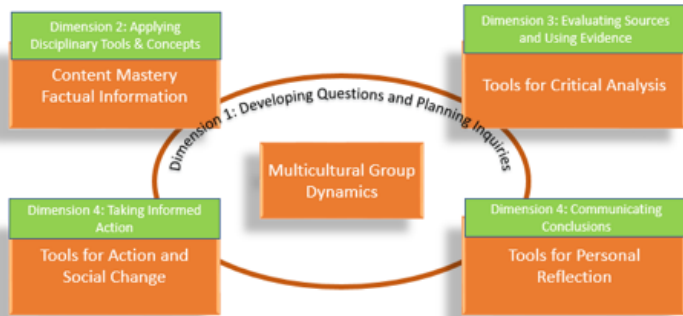 Dimension 2: Applying
Disciplinary Tools & Concepts
Content Mastery
Factual Information
Dimension 3: Evaluating Sources
and Using Evidence
Tools for Critical Analysis
Dimension 1: Developing Questions and Planning Inquiries
Multicultural Group
Dynamics
Dimension 4: Taking Informed
Action
Tools for Action and
Social Change
Dimension 4: Communicating
Conclusions
Tools for Personal
Reflection